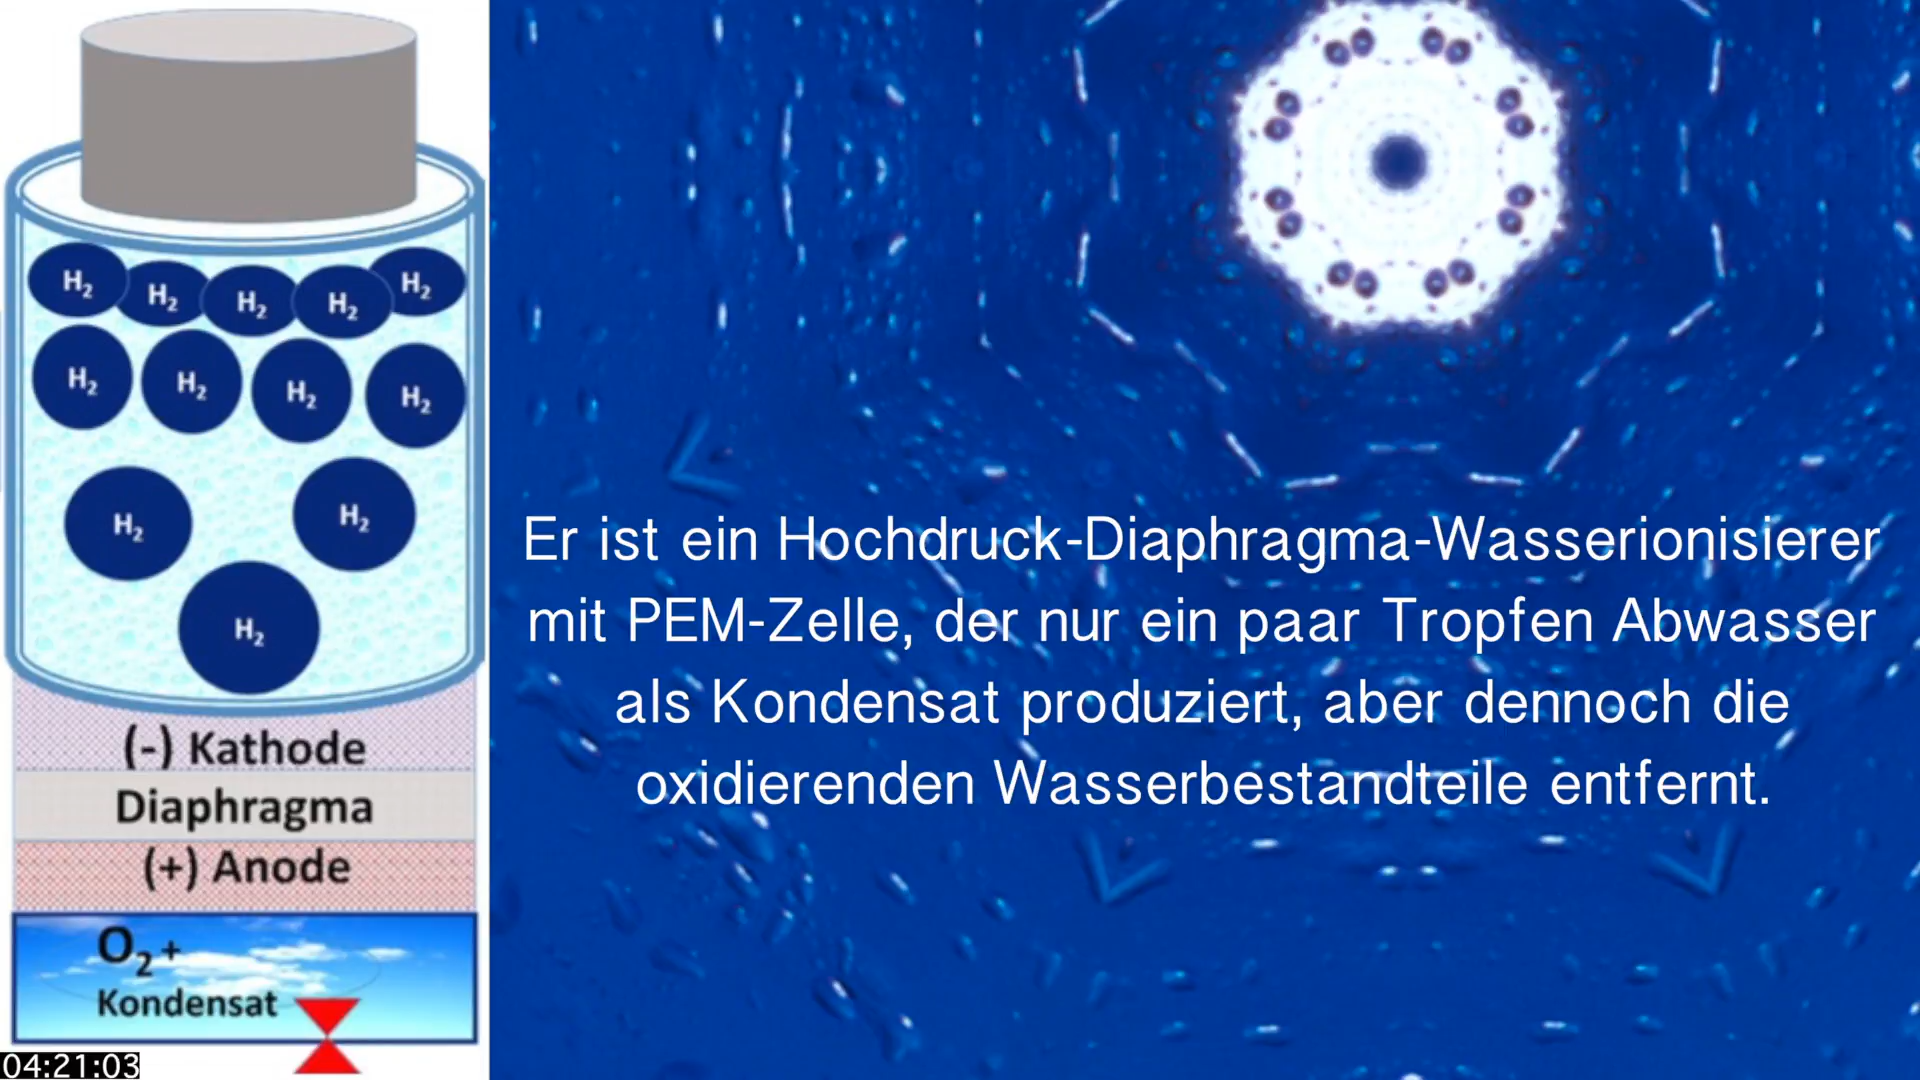 H₂
H₂
H₂
H₂
H₂
H₂
H₂
H₂
H₂
H₂
H₂
H₂
(-) Kathode
Diaphragma
(+) Anode
O₂ +
Kondensat
04:21:03
Er ist ein Hochdruck-Diaphragma-Wasserionisierer
mit PEM-Zelle, der nur ein paar Tropfen Abwasser
als Kondensat produziert, aber dennoch die
oxidierenden Wasserbestandteile entfernt.